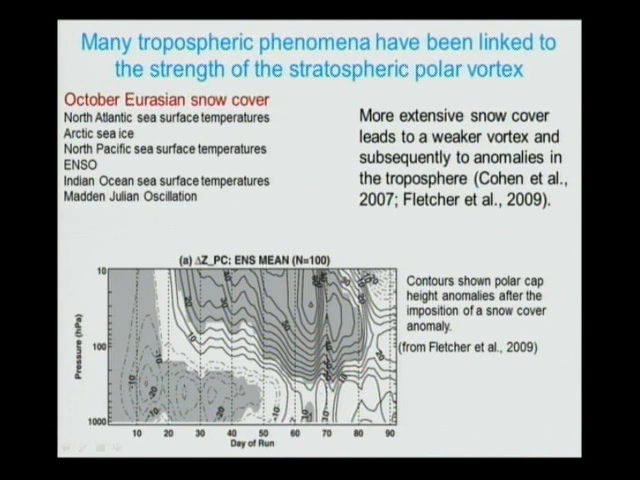 Many tropospheric phenomena have been linked to
the strength of the stratospheric polar vortex
October Eurasian snow cover
North Atlantic sea surface temperatures
Arctic sea ice
North Pacific sea surface temperatures
ENSO
Indian Ocean sea surface temperatures
Madden Julian Oscillation
More extensive snow cover
leads to a weaker vortex and
subsequently to anomalies in
the troposphere (Cohen et al.,
2007; Fletcher et al., 2009).
(a) ΔZ_PC: ENS MEAN (N=100)
Pressure (hPa)
10
100
1000
10 20 30 40 50 60 70 80 90
Day of Run
Contours shown polar cap
height anomalies after the
imposition of a snow cover
anomaly.
(from Fletcher et al., 2009)